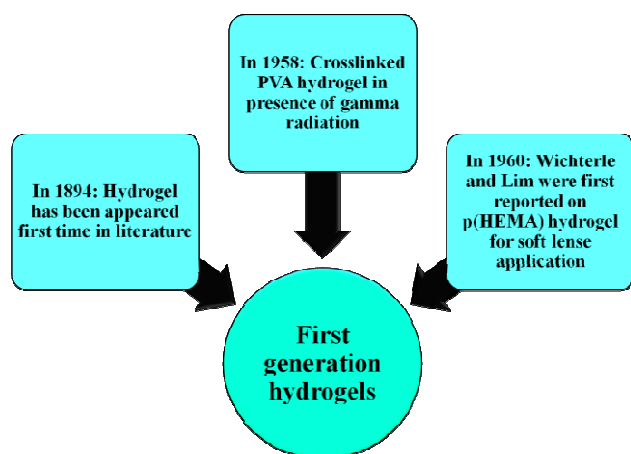 In 1958: Crosslinked
PVA hydrogel in
presence of gamma
radiation
In 1894: Hydrogel
has been appeared
first time in literature
In 1960: Wichterle
and Lim were first
reported on
p(HEMA) hydrogel
for soft lense
application
First
generation
hydrogels